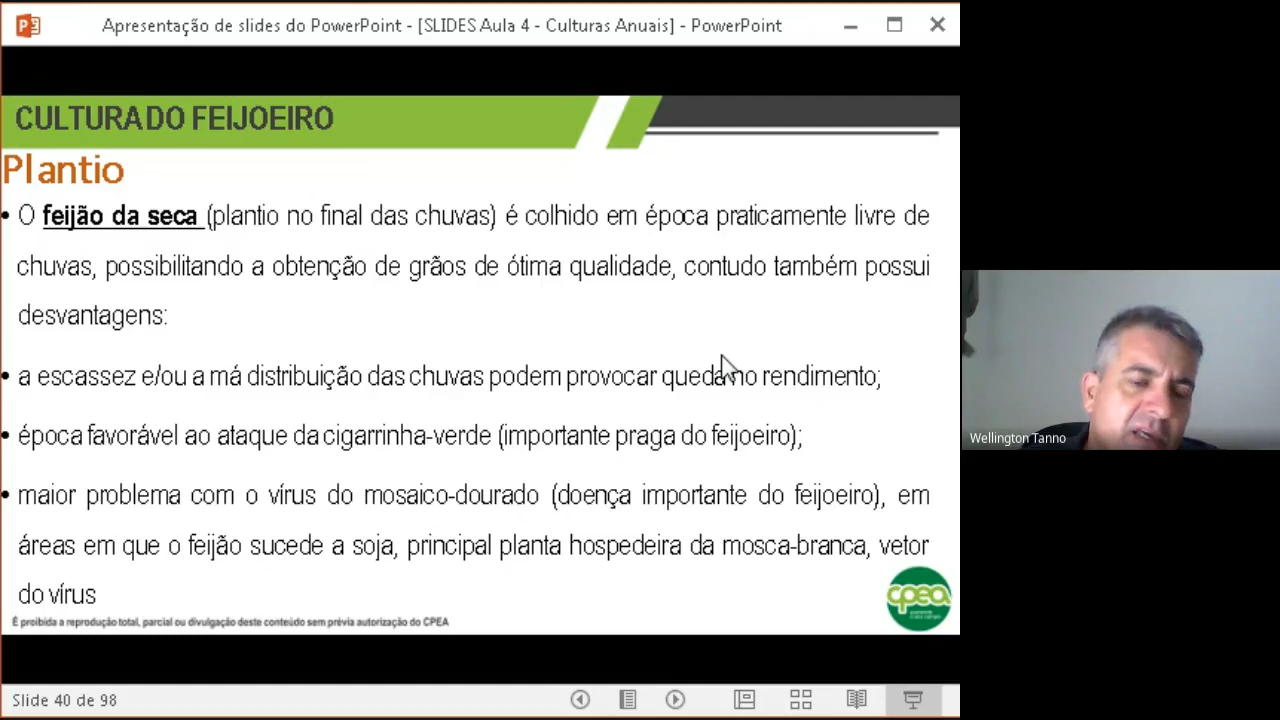 Apresentação de slides do PowerPoint - [SLIDES Aula 4 - Culturas Anuais] - PowerPoint
CULTURA DO FEIJOEIRO
Plantio
• O feijão da seca (plantio no final das chuvas) é colhido em época praticamente livre de
chuvas, possibilitando a obtenção de grãos de ótima qualidade, contudo também possui
desvantagens:
• a escassez e/ou a má distribuição das chuvas podem provocar queda no rendimento;
• época favorável ao ataque da cigarrinha-verde (importante praga do feijoeiro);
• maior problema com o vírus do mosaico-dourado (doença importante do feijoeiro), em
áreas em que o feijão sucede a soja, principal planta hospedeira da mosca-branca, vetor
do vírus
cpea
É proibida a reprodução total, parcial ou divulgação deste conteúdo sem prévia autorização do CPEA
Slide 40 de 98
Wellington Tanno